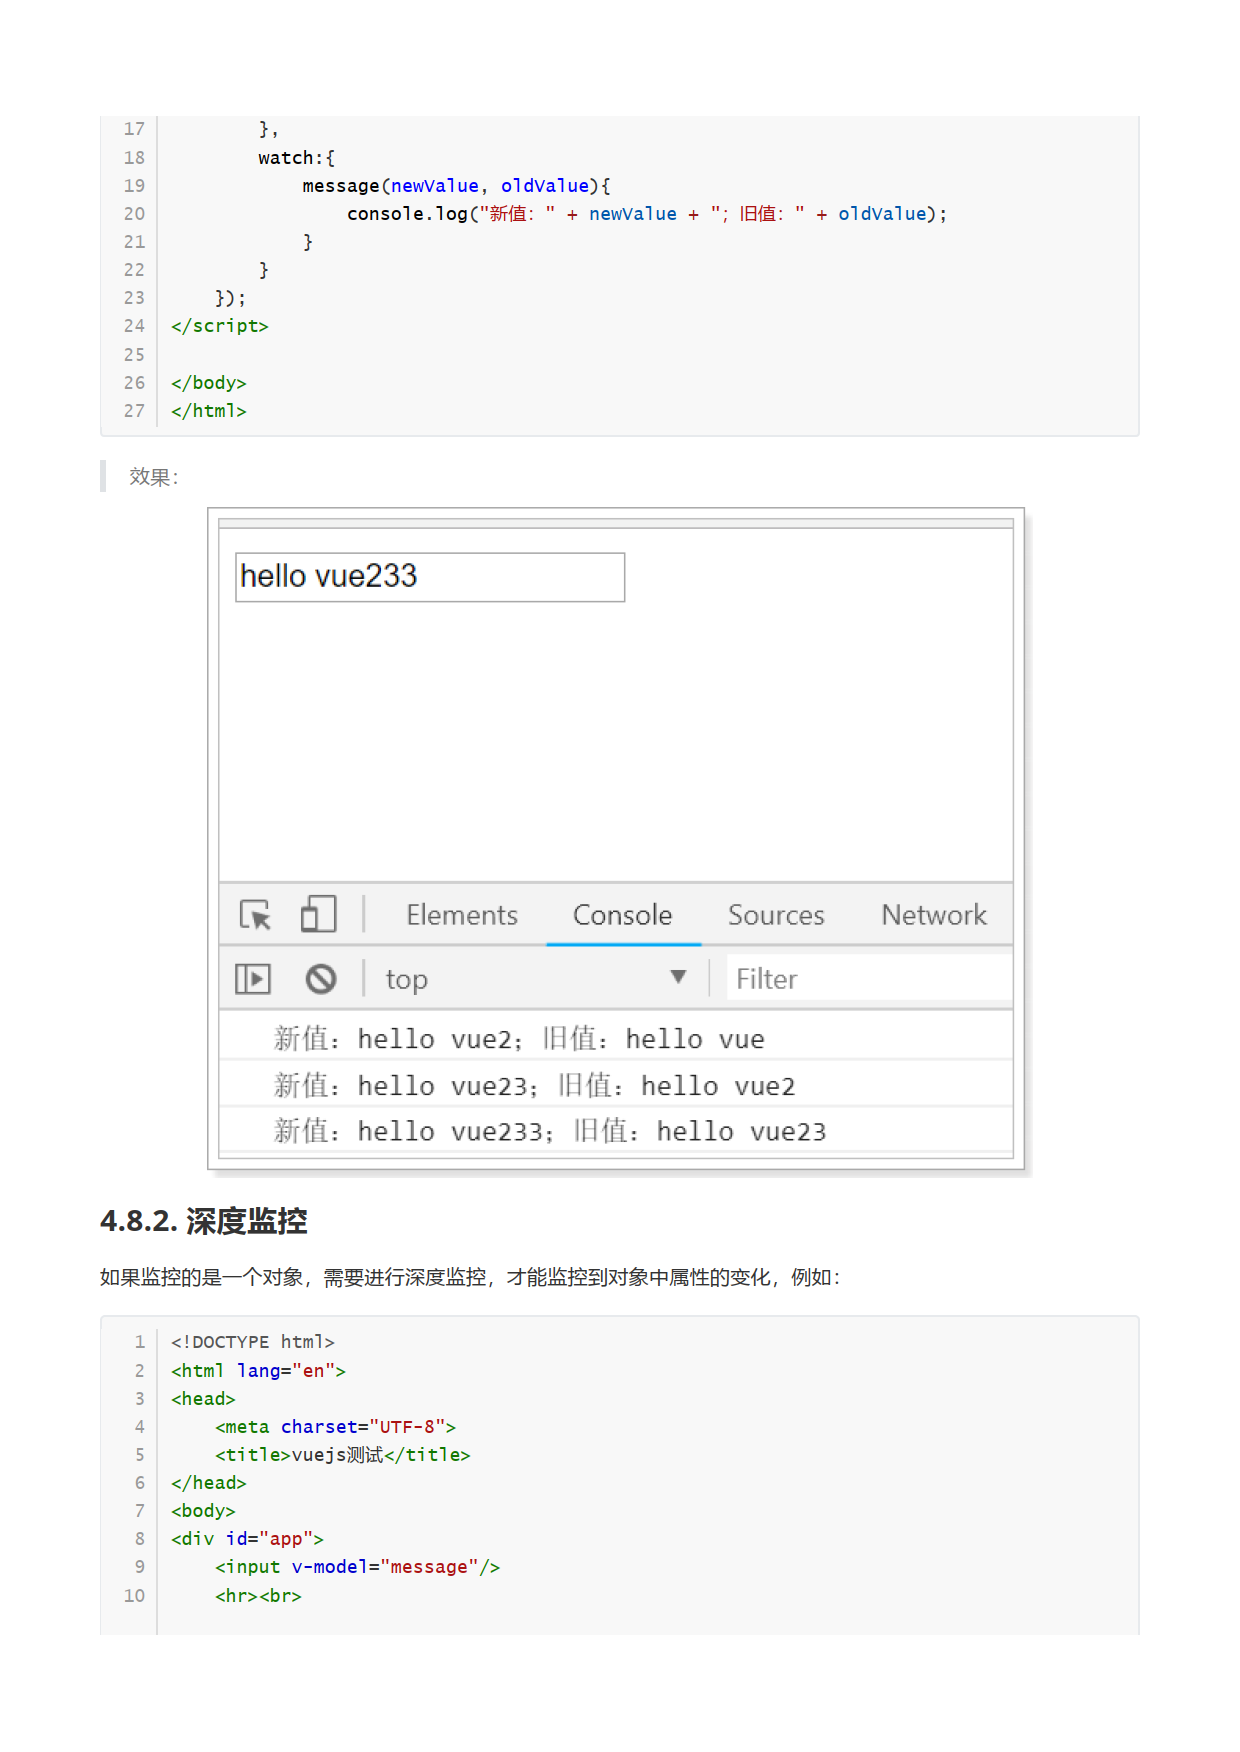 17 },
18 watch:{
19 message(newValue, oldValue){
20 console.log("新值：" + newValue + "；旧值：" + oldValue);
21 }
22 }
23 });
24 </script>
25
26 </body>
27 </html>
效果：
hello vue233
Elements Console Sources Network
top ▼ Filter
新值：hello vue2；旧值：hello vue
新值：hello vue23；旧值：hello vue2
新值：hello vue233；旧值：hello vue23
4.8.2. 深度监控
如果监控的是一个对象，需要进行深度监控，才能监控到对象中属性的变化，例如：
1 <!DOCTYPE html>
2 <html lang="en">
3 <head>
4 <meta charset="UTF-8">
5 <title>vuejs测试</title>
6 </head>
7 <body>
8 <div id="app">
9 <input v-model="message"/>
10 <hr><br>